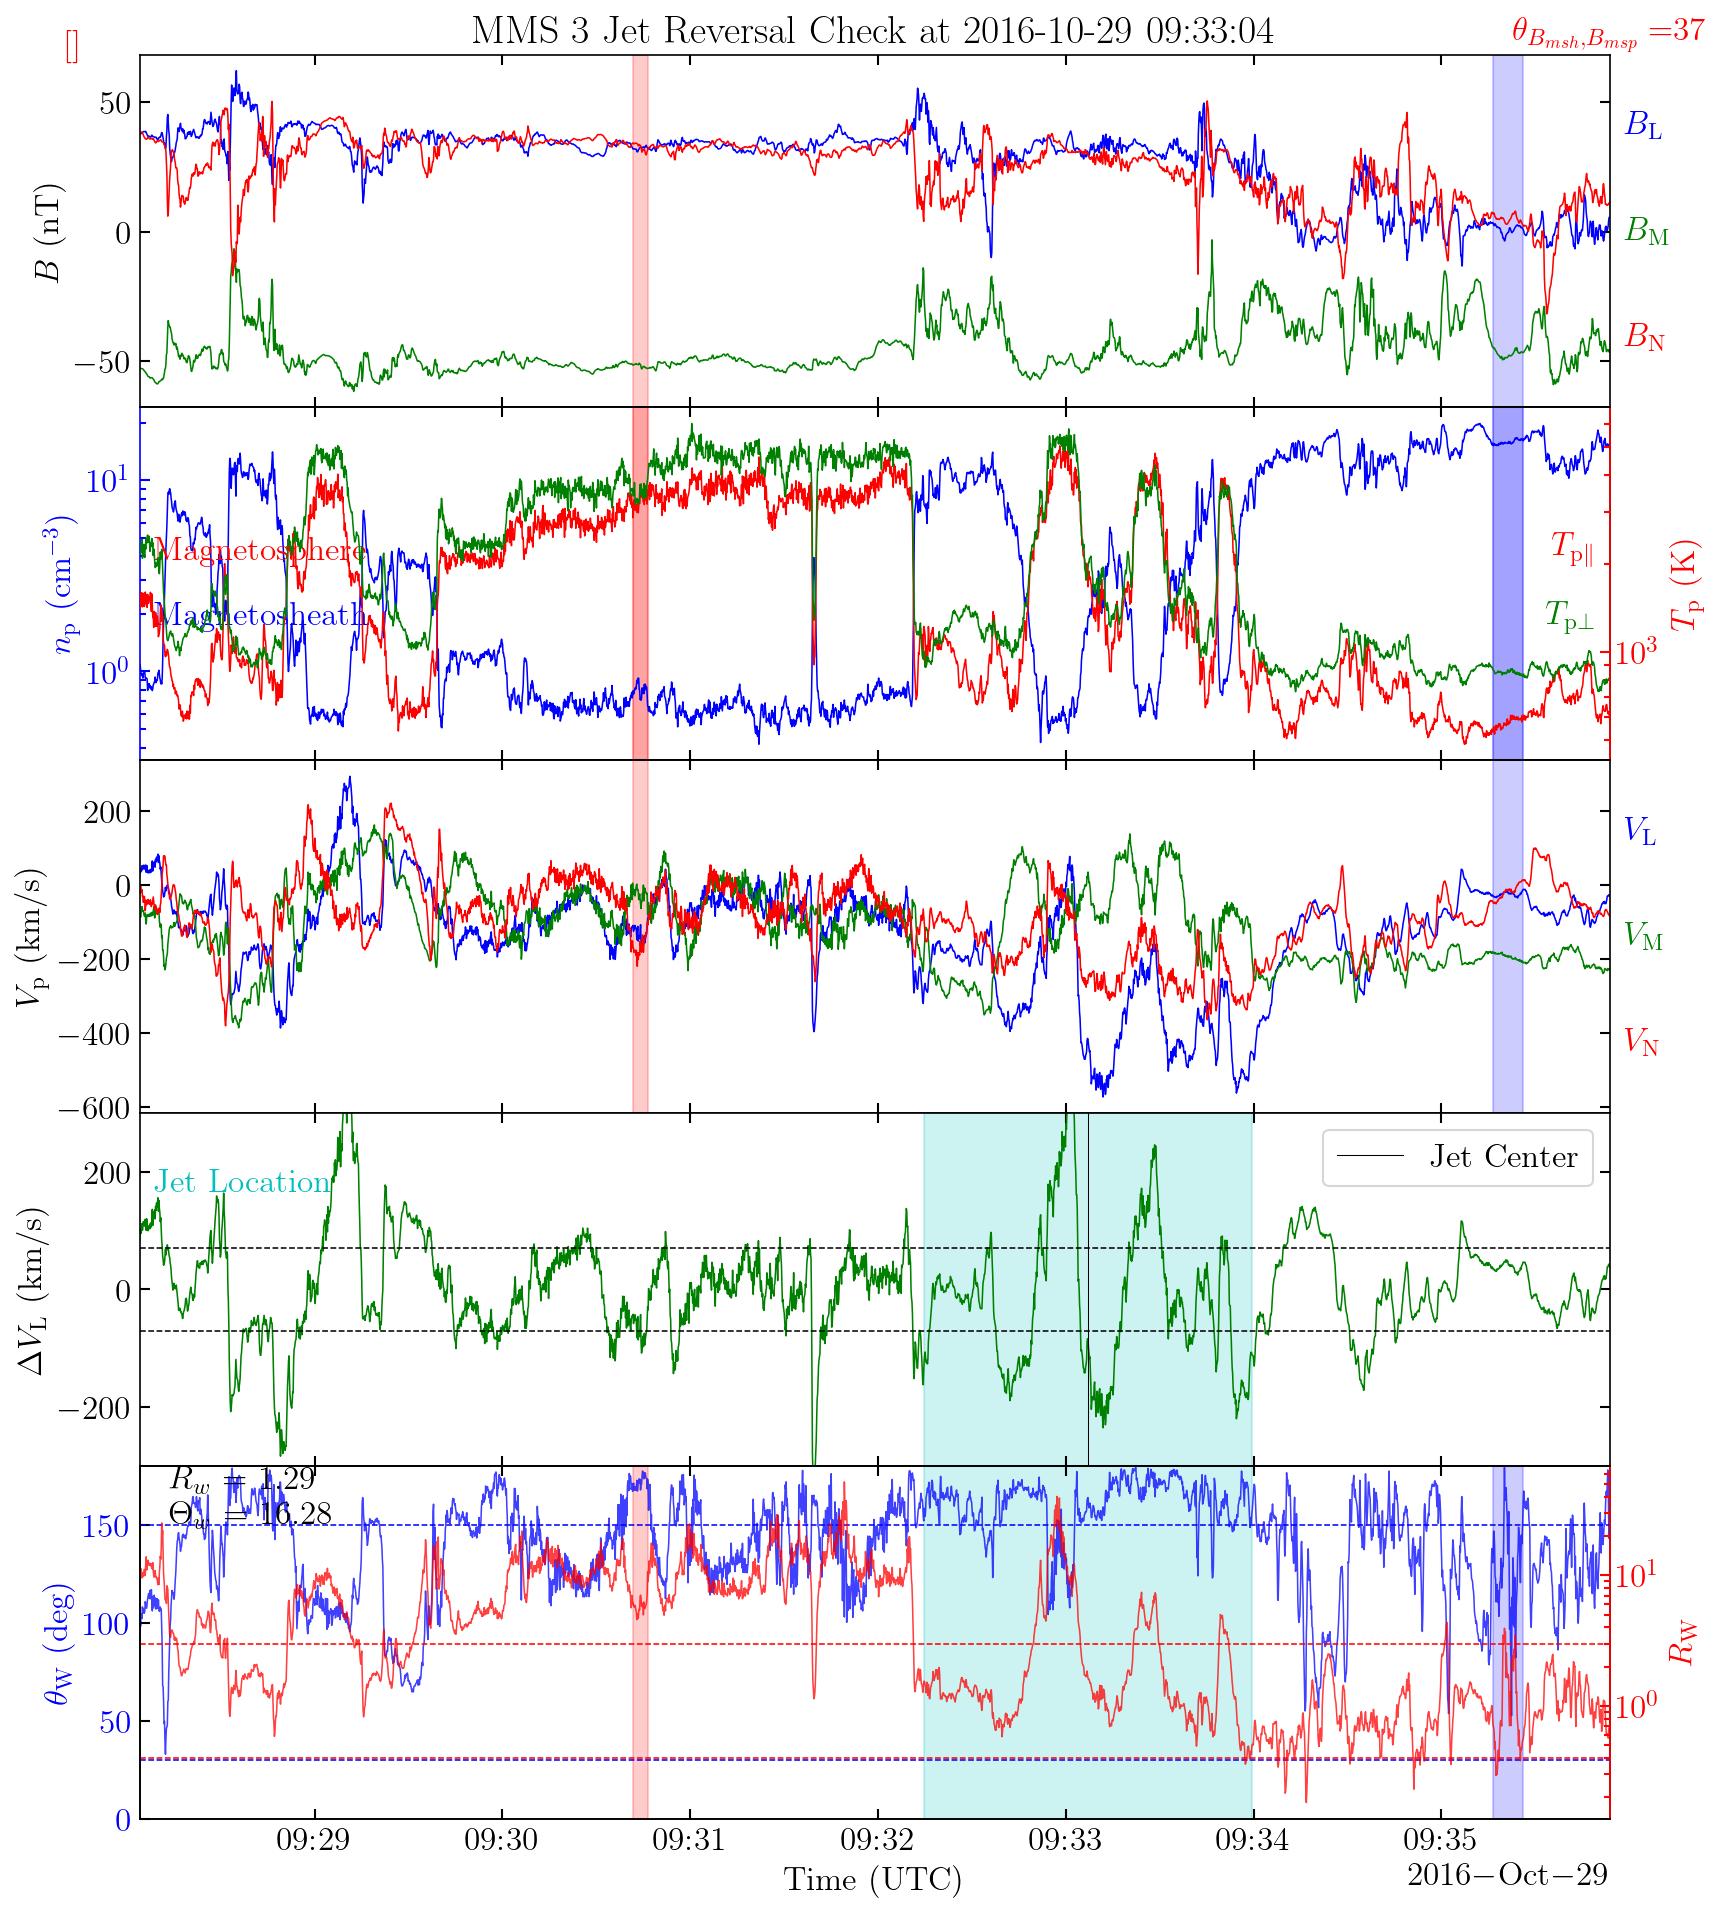 MMS 3 Jet Reversal Check at 2016-10-29 09:33:04
[]
θ_{B_{msh},B_{msp}} =37
50
0
−50
B (nT)
B_L
B_M
B_N
10^1
10^0
n_p (cm^{−3})
Magnetosphere
Magnetosheath
T_{p∥}
T_{p⊥}
10^3
T_p (K)
200
0
−200
−400
−600
V_p (km/s)
V_L
V_M
V_N
200
0
−200
ΔV_L (km/s)
Jet Location
Jet Center
R_w = 1.29
Θ_w = 16.28
150
100
50
0
θ_W (deg)
10^1
10^0
R_W
09:29 09:30 09:31 09:32 09:33 09:34 09:35
Time (UTC)
2016−Oct−29